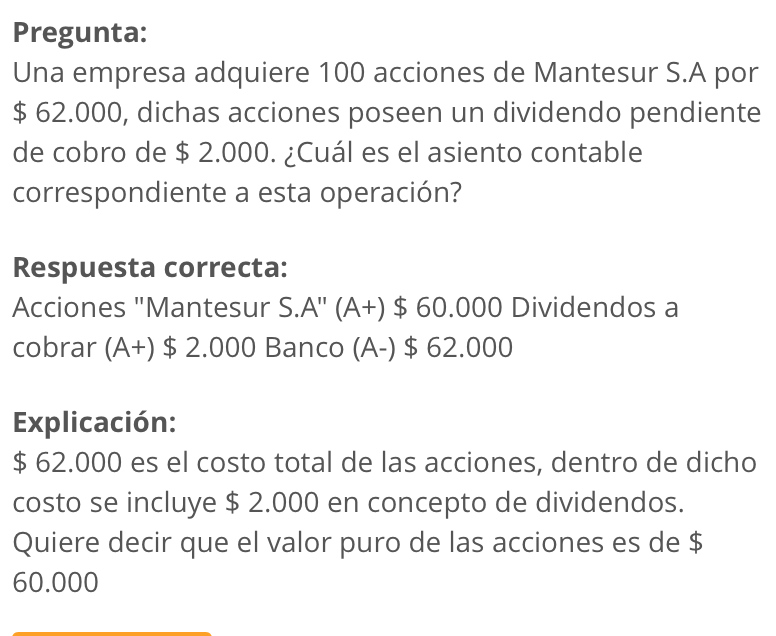 Pregunta:
Una empresa adquiere 100 acciones de Mantesur S.A por
$ 62.000, dichas acciones poseen un dividendo pendiente
de cobro de $ 2.000. ¿Cuál es el asiento contable
correspondiente a esta operación?
Respuesta correcta:
Acciones "Mantesur S.A" (A+) $ 60.000 Dividendos a
cobrar (A+) $ 2.000 Banco (A-) $ 62.000
Explicación:
$ 62.000 es el costo total de las acciones, dentro de dicho
costo se incluye $ 2.000 en concepto de dividendos.
Quiere decir que el valor puro de las acciones es de $
60.000